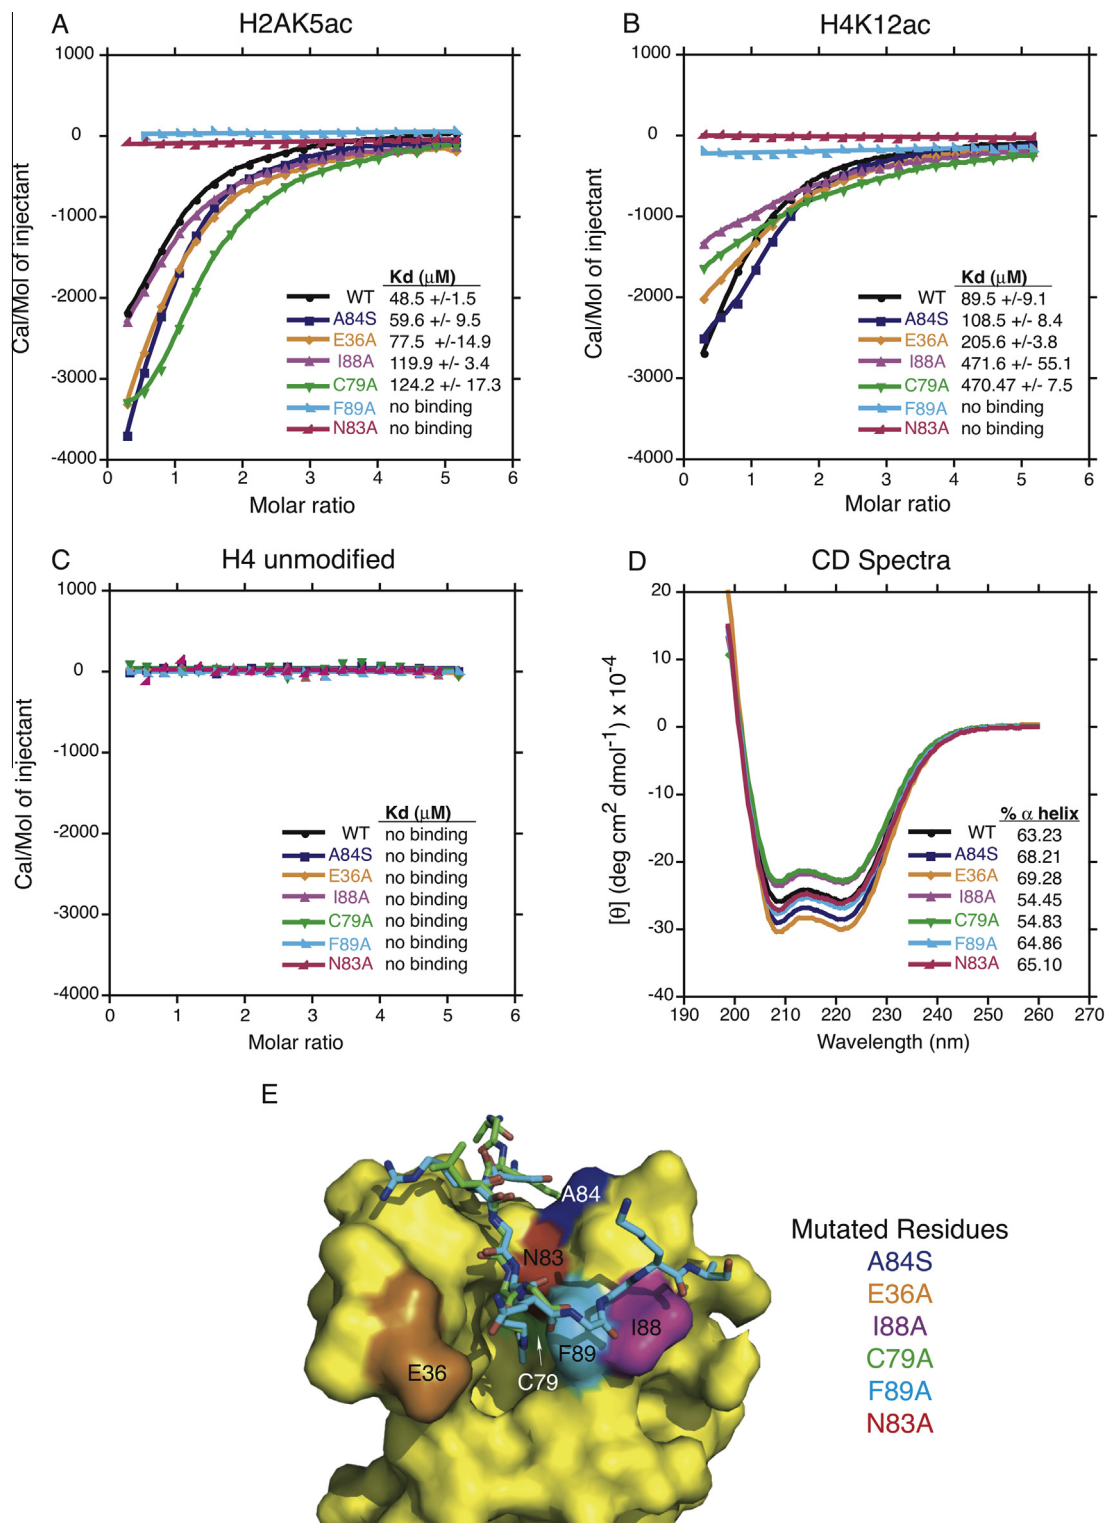 A
H2AK5ac
1000
0
-1000
-2000
-3000
-4000
Cal/Mol of injectant
Kd (µM)
WT 48.5 +/-1.5
A84S 59.6 +/- 9.5
E36A 77.5 +/-14.9
I88A 119.9 +/- 3.4
C79A 124.2 +/- 17.3
F89A no binding
N83A no binding
0 1 2 3 4 5 6
Molar ratio
B
H4K12ac
1000
0
-1000
-2000
-3000
-4000
Cal/Mol of injectant
Kd (µM)
WT 89.5 +/-9.1
A84S 108.5 +/- 8.4
E36A 205.6 +/-3.8
I88A 471.6 +/- 55.1
C79A 470.47 +/- 7.5
F89A no binding
N83A no binding
0 1 2 3 4 5 6
Molar ratio
C
H4 unmodified
1000
0
-1000
-2000
-3000
-4000
Cal/Mol of injectant
Kd (µM)
WT no binding
A84S no binding
E36A no binding
I88A no binding
C79A no binding
F89A no binding
N83A no binding
0 1 2 3 4 5 6
Molar ratio
D
CD Spectra
20
10
0
-10
-20
-30
-40
[θ] (deg cm² dmol⁻¹) x 10⁻⁴
% α helix
WT 63.23
A84S 68.21
E36A 69.28
I88A 54.45
C79A 54.83
F89A 64.86
N83A 65.10
190 200 210 220 230 240 250 260 270
Wavelength (nm)
E
A84
N83
I88
F89
E36
C79
Mutated Residues
A84S
E36A
I88A
C79A
F89A
N83A